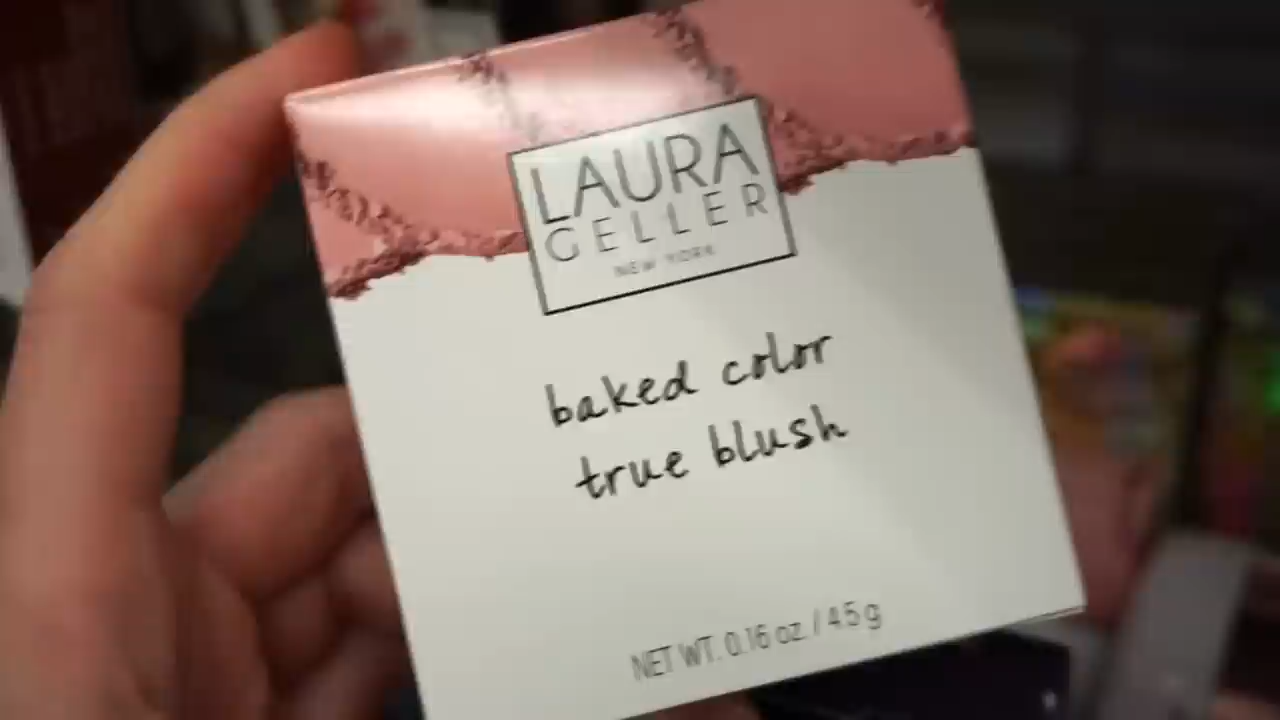 LAURA
GELLER
NEW YORK
baked color
true blush
NET WT. 0.16 oz. / 4.5 g